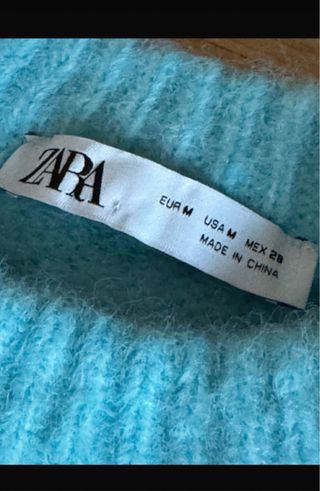 ZARA
EUR M USA M MEX 28
MADE IN CHINA